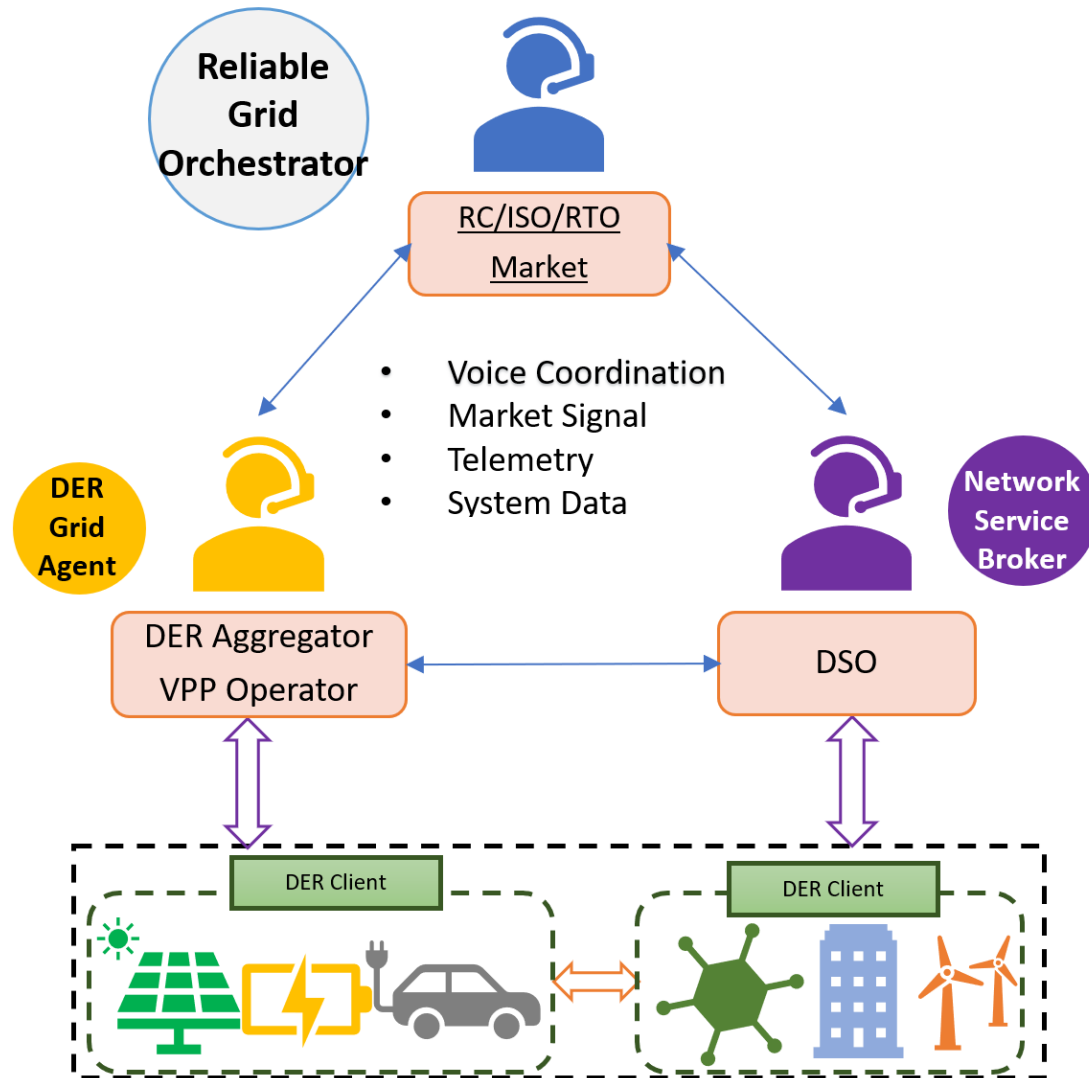 Reliable
Grid
Orchestrator
RC/ISO/RTO
Market
• Voice Coordination
• Market Signal
• Telemetry
• System Data
DER
Grid
Agent
Network
Service
Broker
DER Aggregator
VPP Operator
DSO
DER Client
DER Client